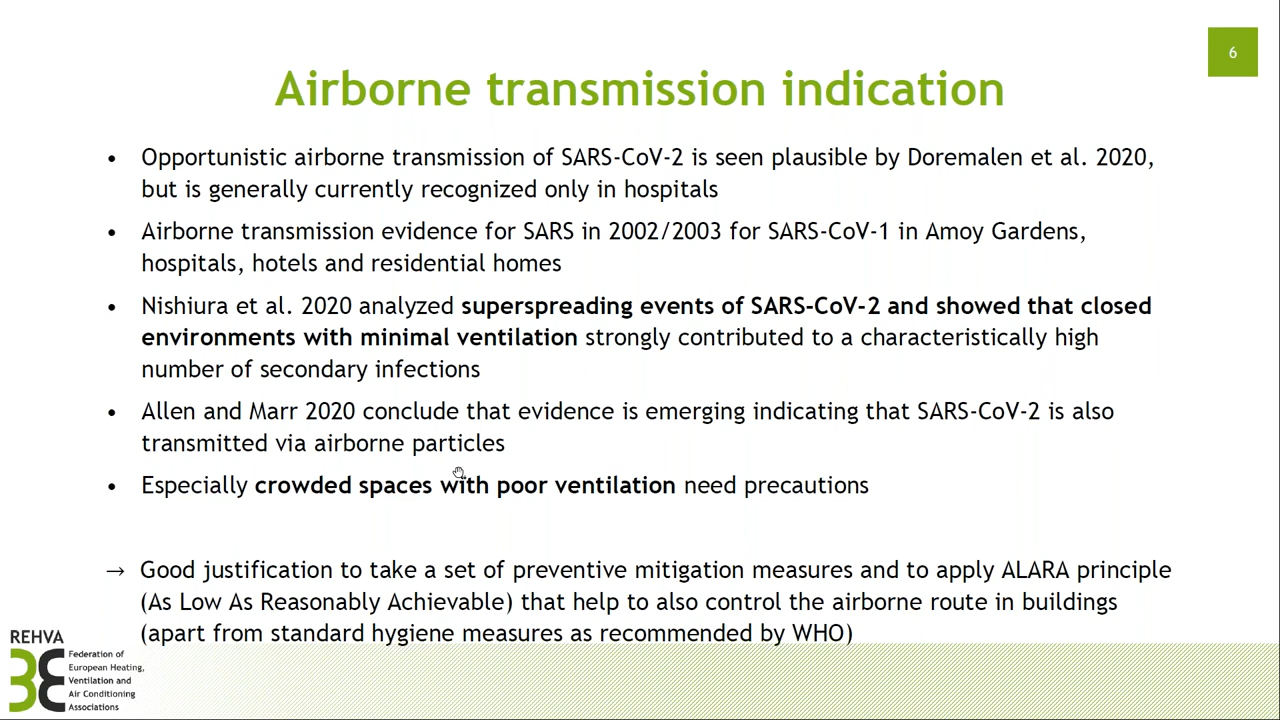 6
Airborne transmission indication
• Opportunistic airborne transmission of SARS-CoV-2 is seen plausible by Doremalen et al. 2020,
but is generally currently recognized only in hospitals
• Airborne transmission evidence for SARS in 2002/2003 for SARS-CoV-1 in Amoy Gardens,
hospitals, hotels and residential homes
• Nishiura et al. 2020 analyzed superspreading events of SARS-CoV-2 and showed that closed
environments with minimal ventilation strongly contributed to a characteristically high
number of secondary infections
• Allen and Marr 2020 conclude that evidence is emerging indicating that SARS-CoV-2 is also
transmitted via airborne particles
• Especially crowded spaces with poor ventilation need precautions
→ Good justification to take a set of preventive mitigation measures and to apply ALARA principle
(As Low As Reasonably Achievable) that help to also control the airborne route in buildings
(apart from standard hygiene measures as recommended by WHO)
REHVA
Federation of
European Heating,
Ventilation and
Air Conditioning
Associations